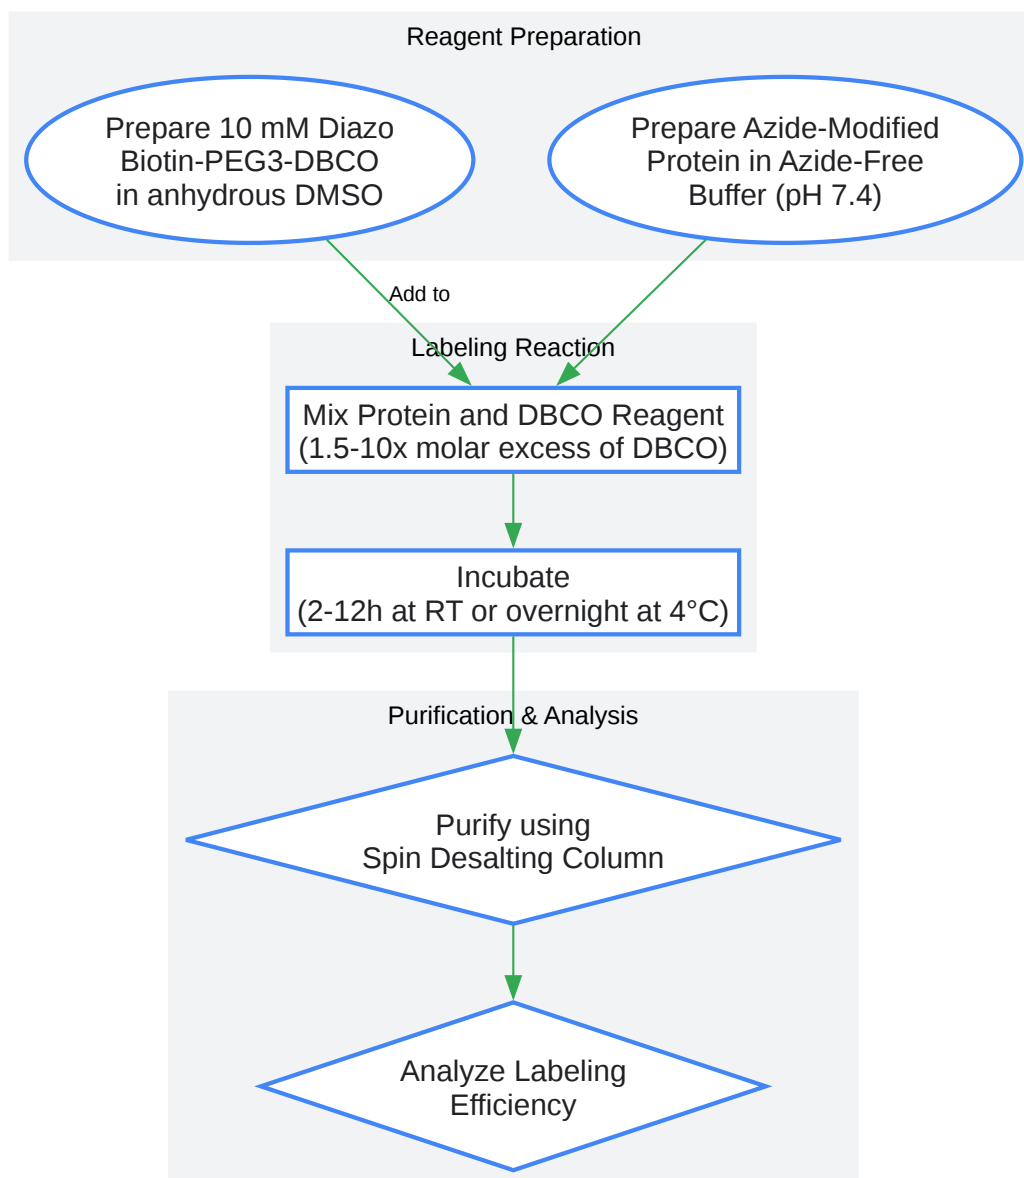 Reagent Preparation
Prepare 10 mM Diazo
Biotin-PEG3-DBCO
in anhydrous DMSO
Prepare Azide-Modified
Protein in Azide-Free
Buffer (pH 7.4)
Add to
Labeling Reaction
Mix Protein and DBCO Reagent
(1.5-10x molar excess of DBCO)
Incubate
(2-12h at RT or overnight at 4°C)
Purification & Analysis
Purify using
Spin Desalting Column
Analyze Labeling
Efficiency